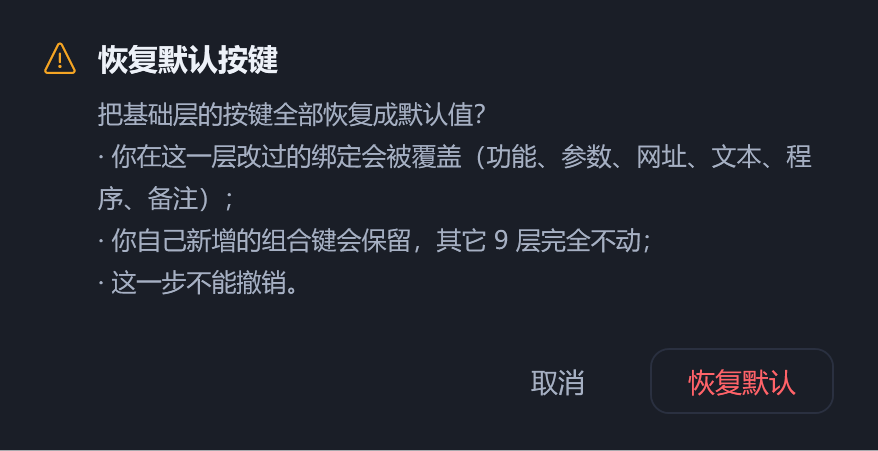 恢复默认按键
把基础层的按键全部恢复成默认值?
· 你在这一层改过的绑定会被覆盖（功能、参数、网址、文本、程
序、备注）;
· 你自己新增的组合键会保留，其它 9 层完全不动;
· 这一步不能撤销。
取消
恢复默认